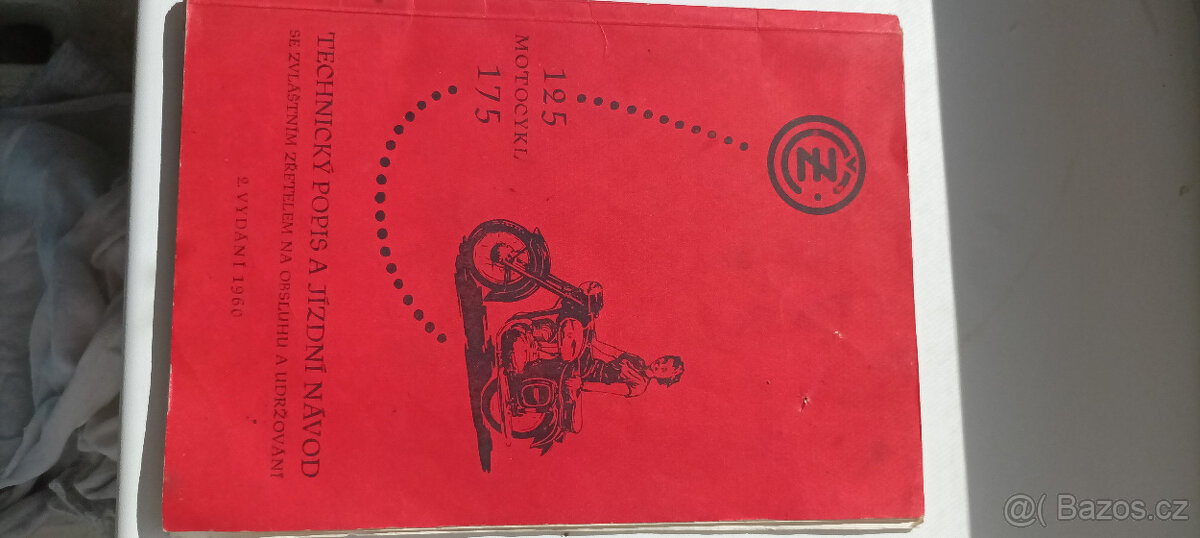 ČZ
125
MOTOCYKL
175
TECHNICKÝ POPIS A JÍZDNÍ NÁVOD
SE ZVLÁŠTNÍM ZŘETELEM NA OBSLUHU A UDRŽOVÁNÍ
2. VYDÁNÍ 1960
@( Bazos.cz